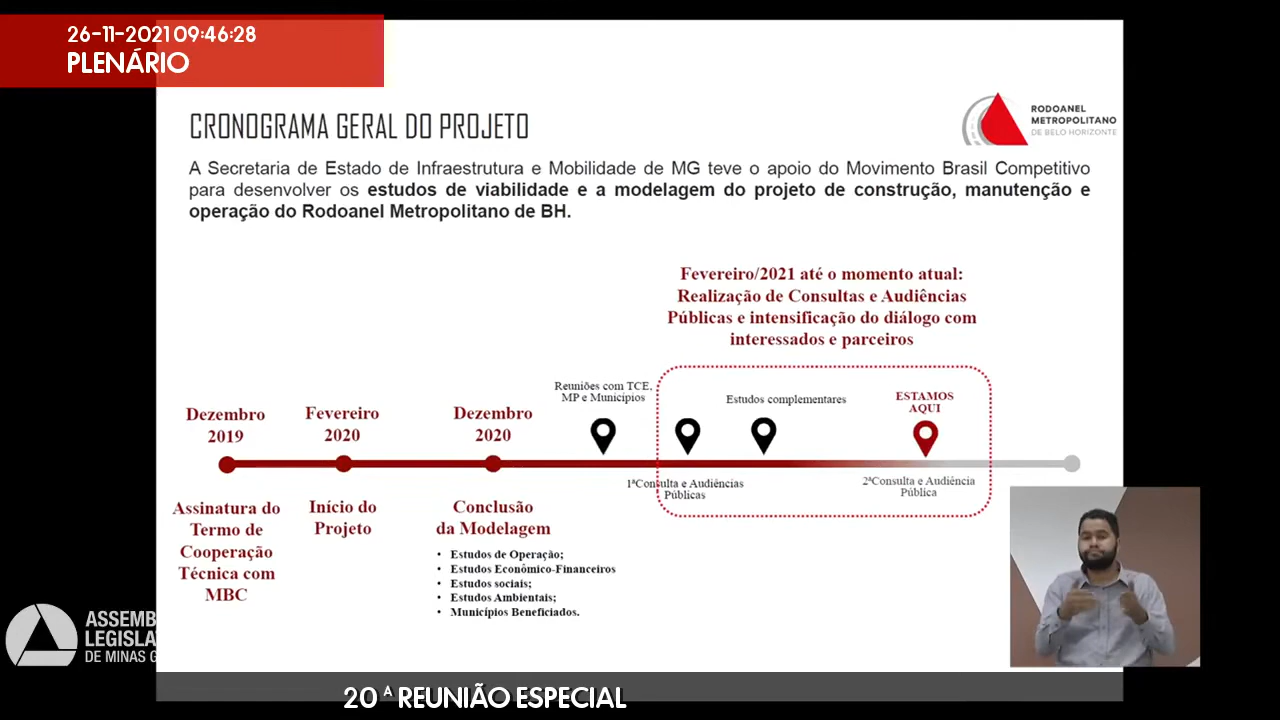 26-11-2021 09:46:28
PLENÁRIO
CRONOGRAMA GERAL DO PROJETO
RODOANEL
METROPOLITANO
DE BELO HORIZONTE
A Secretaria de Estado de Infraestrutura e Mobilidade de MG teve o apoio do Movimento Brasil Competitivo
para desenvolver os estudos de viabilidade e a modelagem do projeto de construção, manutenção e
operação do Rodoanel Metropolitano de BH.
Fevereiro/2021 até o momento atual:
Realização de Consultas e Audiências
Públicas e intensificação do diálogo com
interessados e parceiros
Reuniões com TCE,
MP e Municípios
Estudos complementares
ESTAMOS
AQUI
Dezembro
2019
Fevereiro
2020
Dezembro
2020
1ªConsulta e Audiências
Públicas
2ªConsulta e Audiência
Pública
Assinatura do
Termo de
Cooperação
Técnica com
MBC
Início do
Projeto
Conclusão
da Modelagem
• Estudos de Operação;
• Estudos Econômico-Financeiros
• Estudos sociais;
• Estudos Ambientais;
• Municípios Beneficiados.
ASSEMB
LEGISLA
DE MINAS G
20ª REUNIÃO ESPECIAL